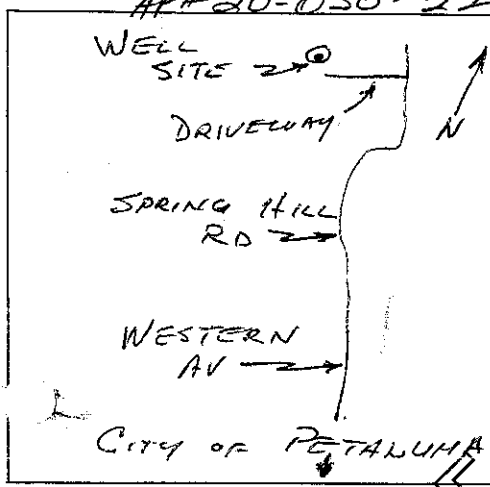 WELL
SITE
DRIVEWAY
N
SPRING HILL
RD
WESTERN
AV
CITY OF PETALUMA